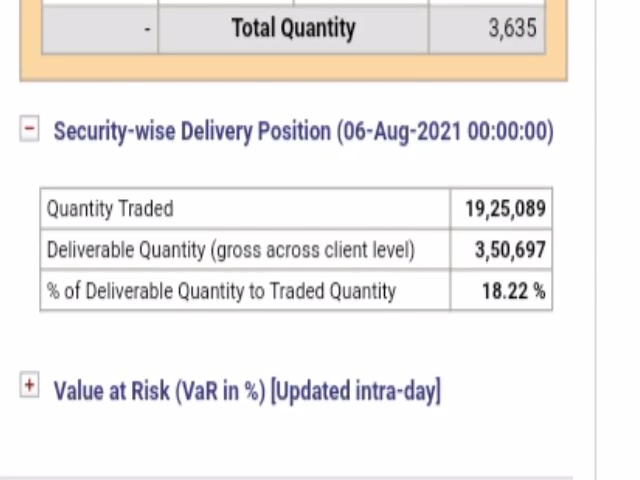 - Total Quantity 3,635
Security-wise Delivery Position (06-Aug-2021 00:00:00)
Quantity Traded 19,25,089
Deliverable Quantity (gross across client level) 3,50,697
% of Deliverable Quantity to Traded Quantity 18.22 %
Value at Risk (VaR in %) [Updated intra-day]